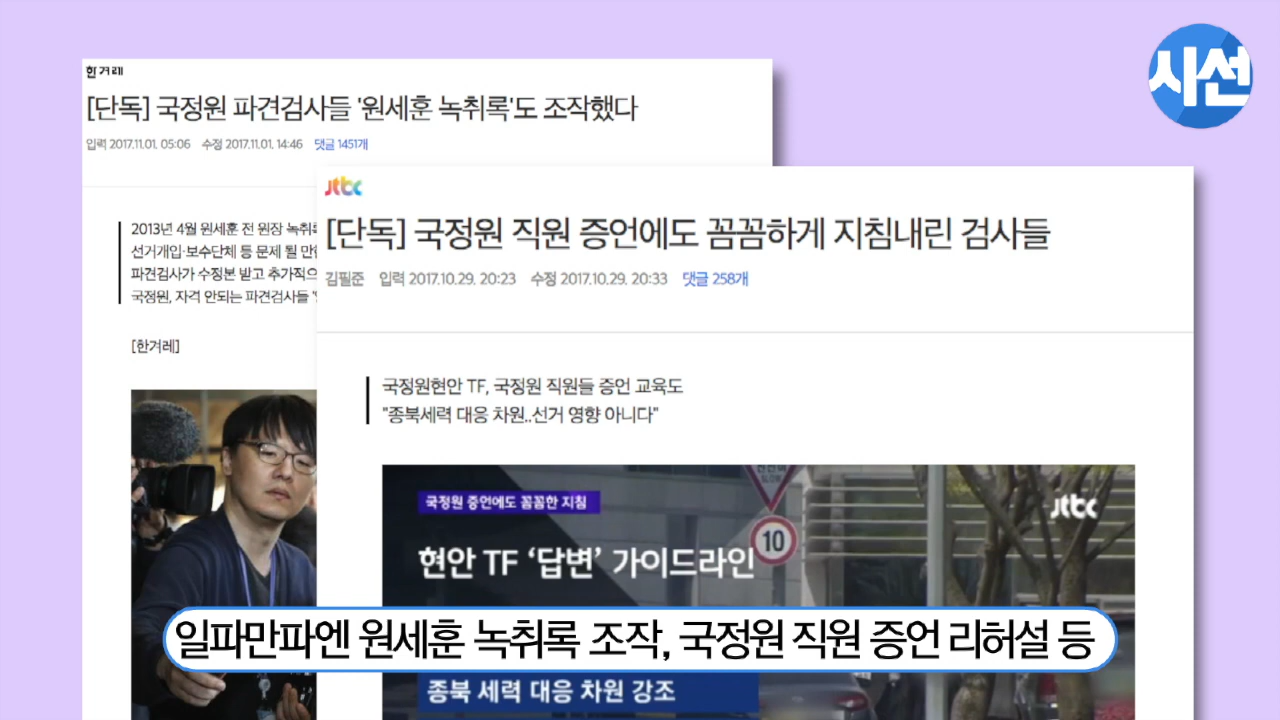 시선
한겨레
[단독] 국정원 파견검사들 '원세훈 녹취록'도 조작했다
입력 2017.11.01. 05:06 수정 2017.11.01. 14:46 댓글 1451개
2013년 4월 원세훈 전 원장
선거개입·보수단체 등 문제 될
파견검사가 수정본 받고 추가적으
국정원, 자격 안되는 파견검사들
[한겨레]
jtbc
[단독] 국정원 직원 증언에도 꼼꼼하게 지침내린 검사들
김필준 입력 2017.10.29. 20:23 수정 2017.10.29. 20:33 댓글 258개
국정원현안 TF, 국정원 직원들 증언 교육도
"종북세력 대응 차원..선거 영향 아니다"
국정원 증언에도 꼼꼼한 지침
jtbc
10
현안 TF ‘답변’ 가이드라인
일파만파엔 원세훈 녹취록 조작, 국정원 직원 증언 리허설 등
종북 세력 대응 차원 강조